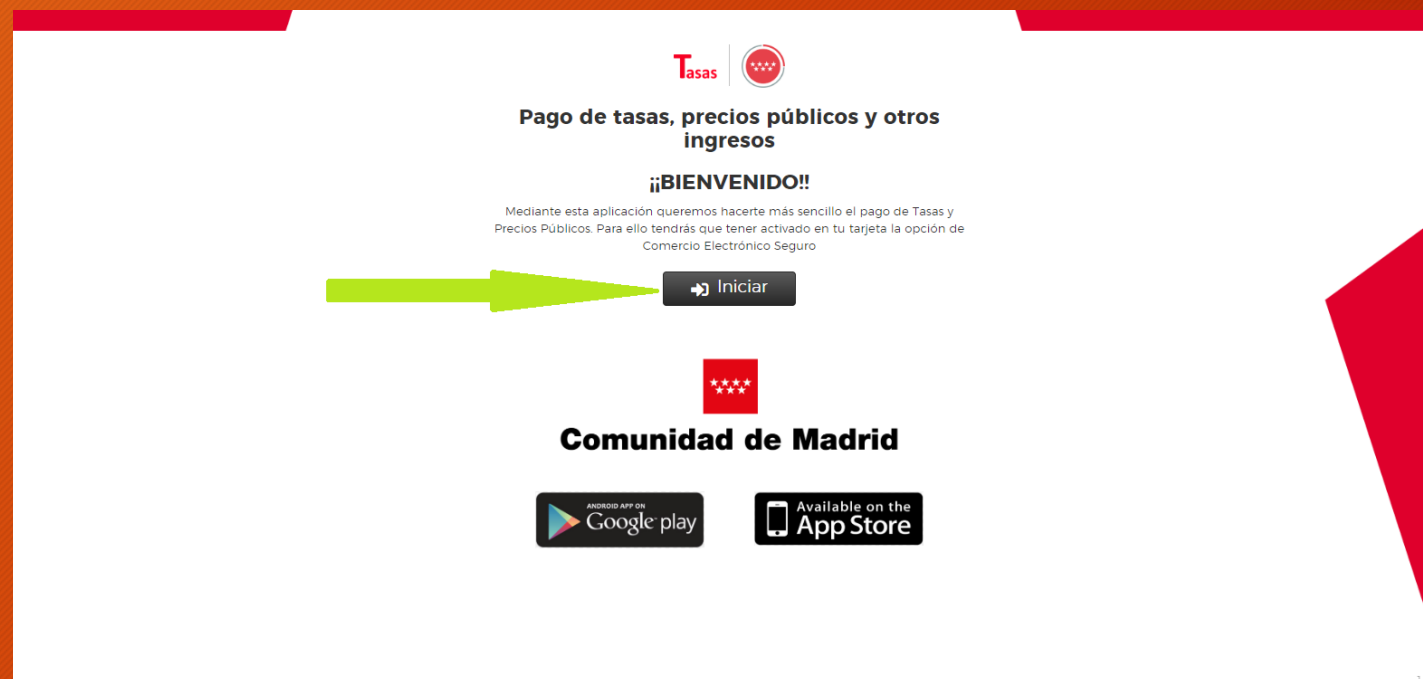 Tasas
Pago de tasas, precios públicos y otros
ingresos
¡¡BIENVENIDO!!
Mediante esta aplicación queremos hacerte más sencillo el pago de Tasas y
Precios Públicos. Para ello tendrás que tener activado en tu tarjeta la opción de
Comercio Electrónico Seguro
Iniciar
Comunidad de Madrid
ANDROID APP ON
Google play
Available on the
App Store